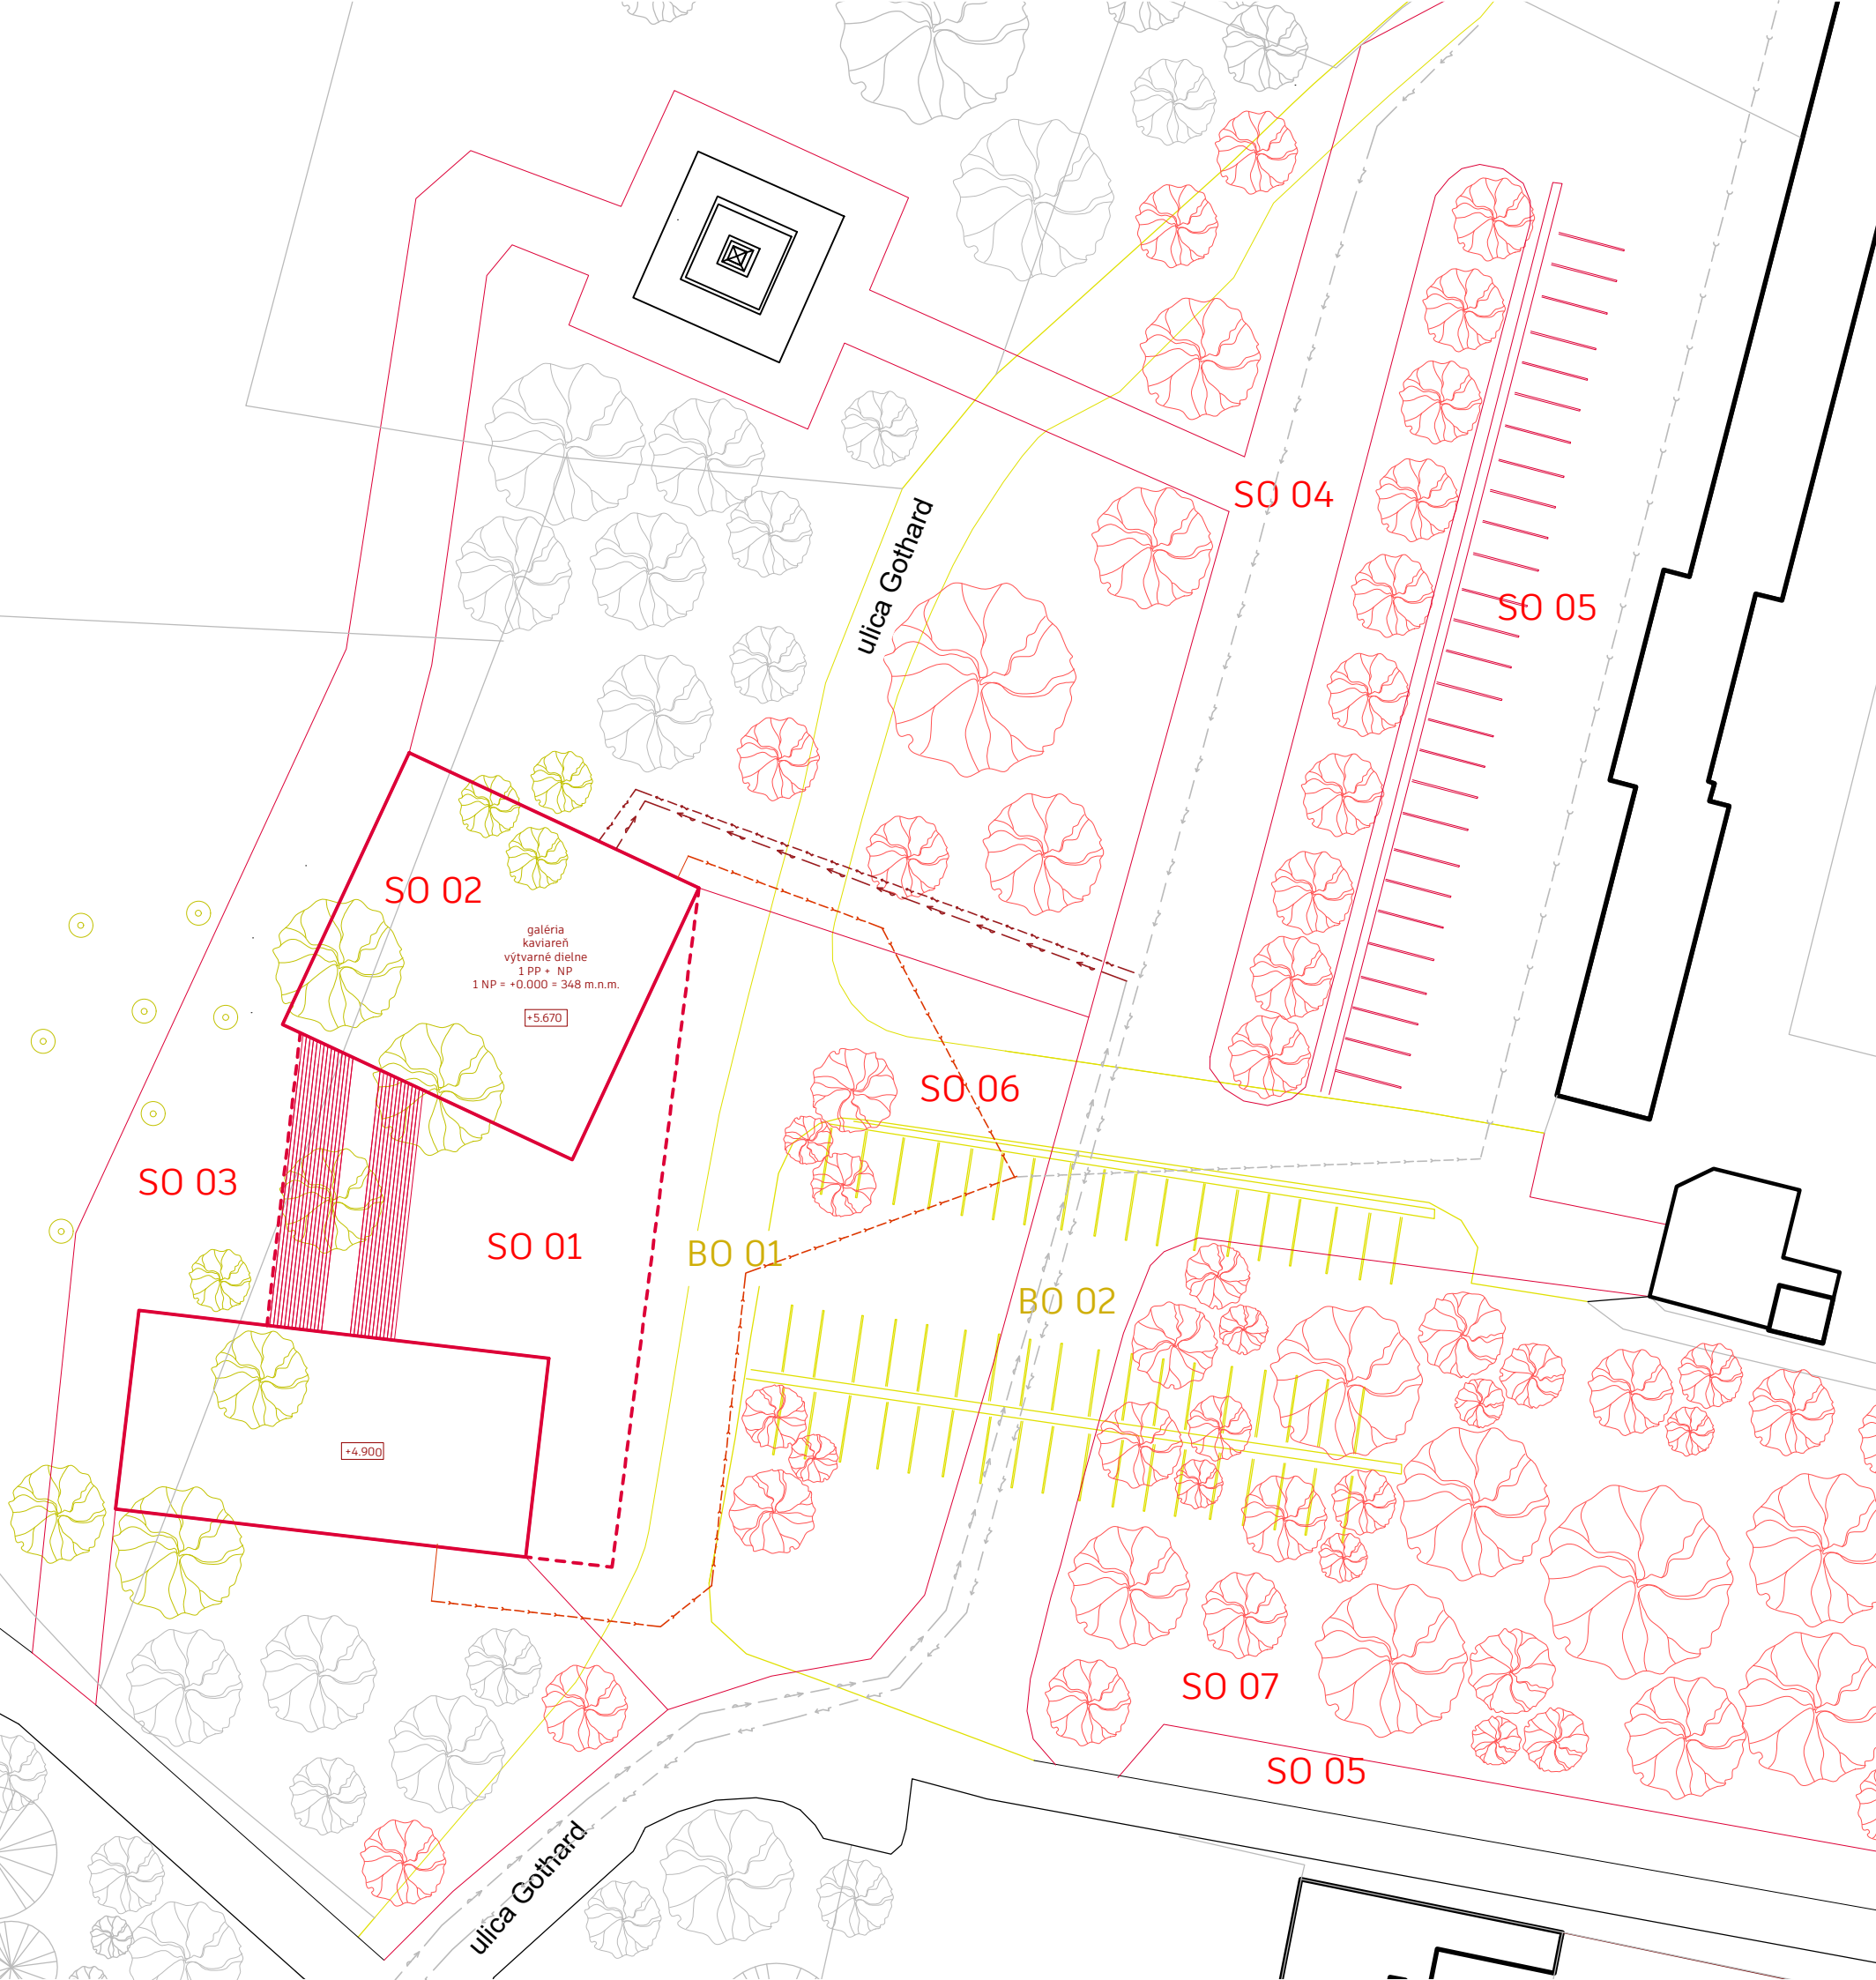 SO 04
ulica Gothard
SO 05
SO 02
galéria
kaviareň
výtvarné dielne
1 PP + NP
1 NP = +0.000 = 348 m.n.m.
+5.670
SO 06
SO 03
SO 01
BO 01
BO 02
+4.900
SO 07
SO 05
ulica Gothard